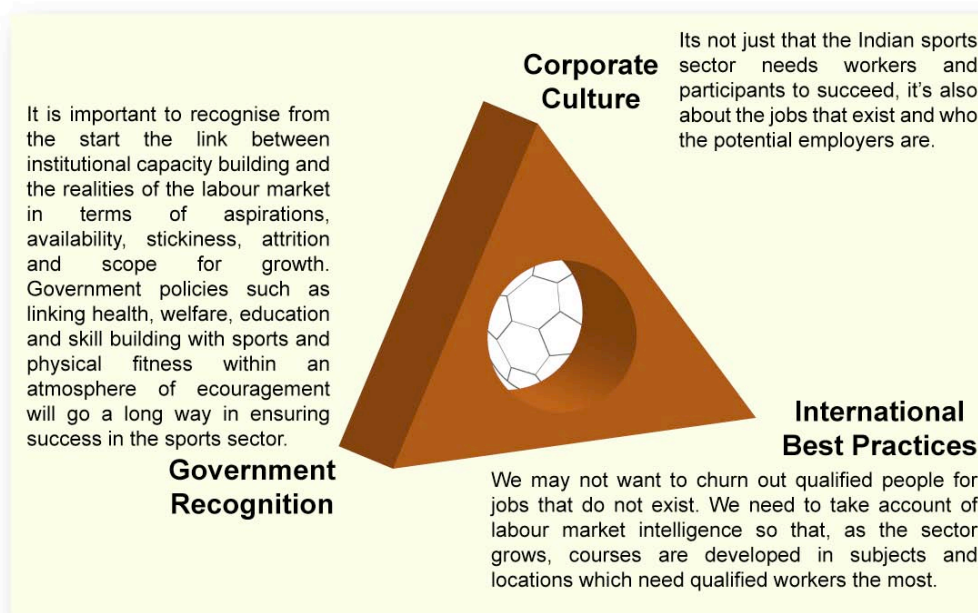 Corporate
Culture
Its not just that the Indian sports
sector needs workers and
participants to succeed, it's also
about the jobs that exist and who
the potential employers are.
It is important to recognise from
the start the link between
institutional capacity building and
the realities of the labour market
in terms of aspirations,
availability, stickiness, attrition
and scope for growth.
Government policies such as
linking health, welfare, education
and skill building with sports and
physical fitness within an
atmosphere of ecouragement
will go a long way in ensuring
success in the sports sector.
Government
Recognition
International
Best Practices
We may not want to churn out qualified people for
jobs that do not exist. We need to take account of
labour market intelligence so that, as the sector
grows, courses are developed in subjects and
locations which need qualified workers the most.